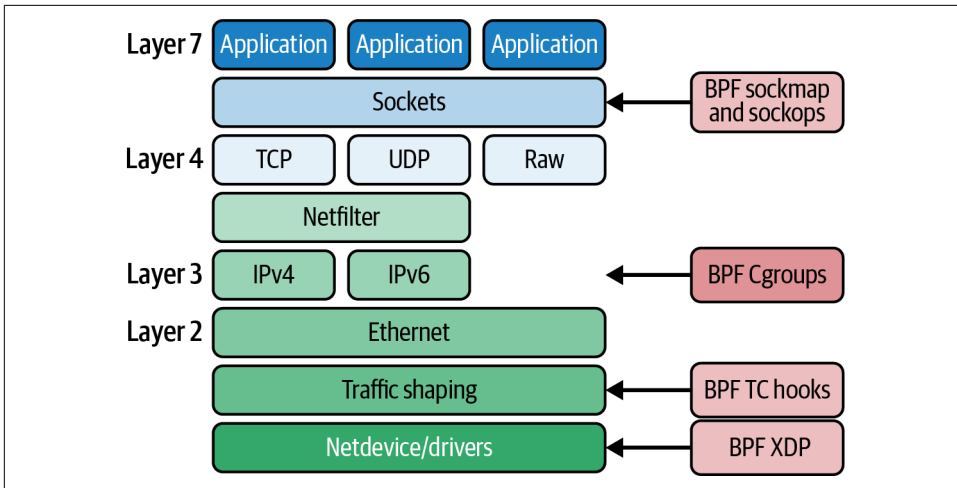 Layer 7
Application
Application
Application
Sockets
BPF sockmap
and sockops
Layer 4
TCP
UDP
Raw
Netfilter
Layer 3
IPv4
IPv6
BPF Cgroups
Layer 2
Ethernet
Traffic shaping
BPF TC hooks
Netdevice/drivers
BPF XDP